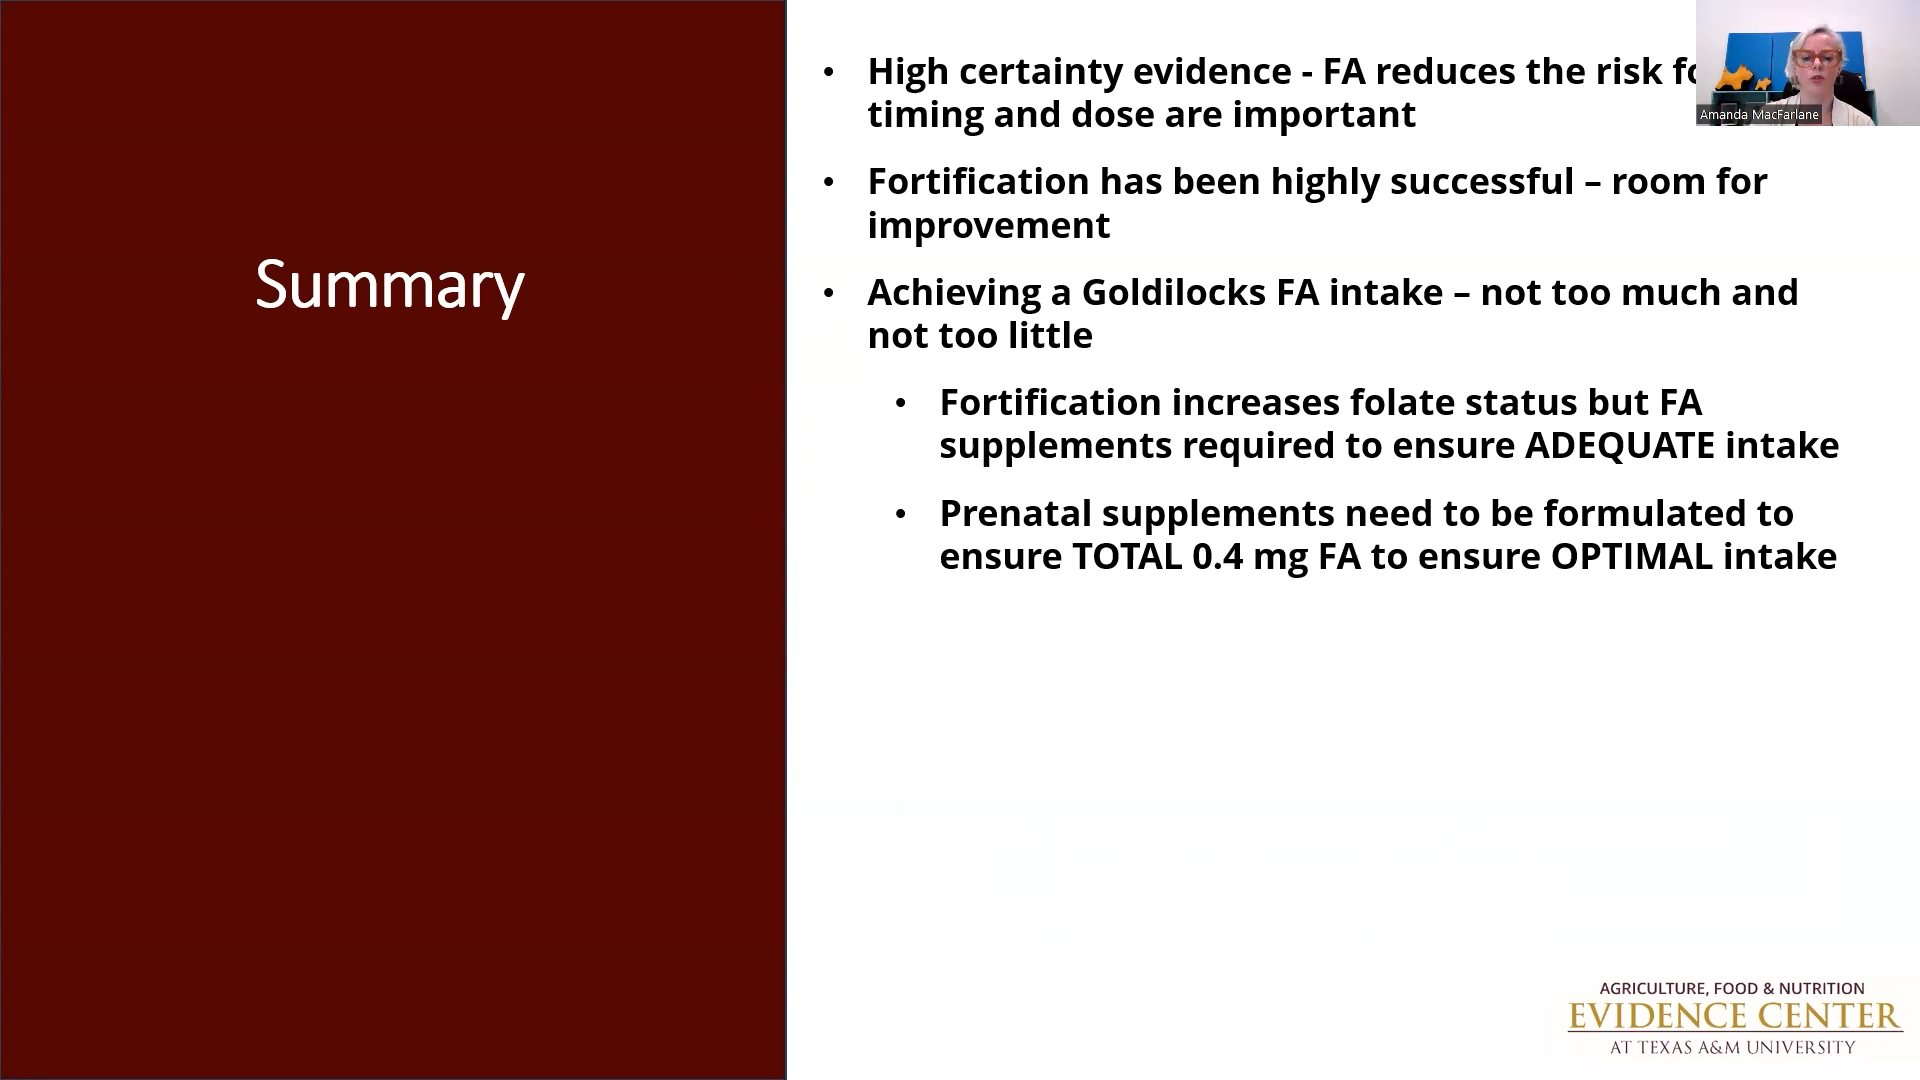 Summary
• High certainty evidence - FA reduces the risk
timing and dose are important
• Fortification has been highly successful – room for
improvement
• Achieving a Goldilocks FA intake – not too much and
not too little
• Fortification increases folate status but FA
supplements required to ensure ADEQUATE intake
• Prenatal supplements need to be formulated to
ensure TOTAL 0.4 mg FA to ensure OPTIMAL intake
Amanda MacFarlane
AGRICULTURE, FOOD & NUTRITION
EVIDENCE CENTER
AT TEXAS A&M UNIVERSITY